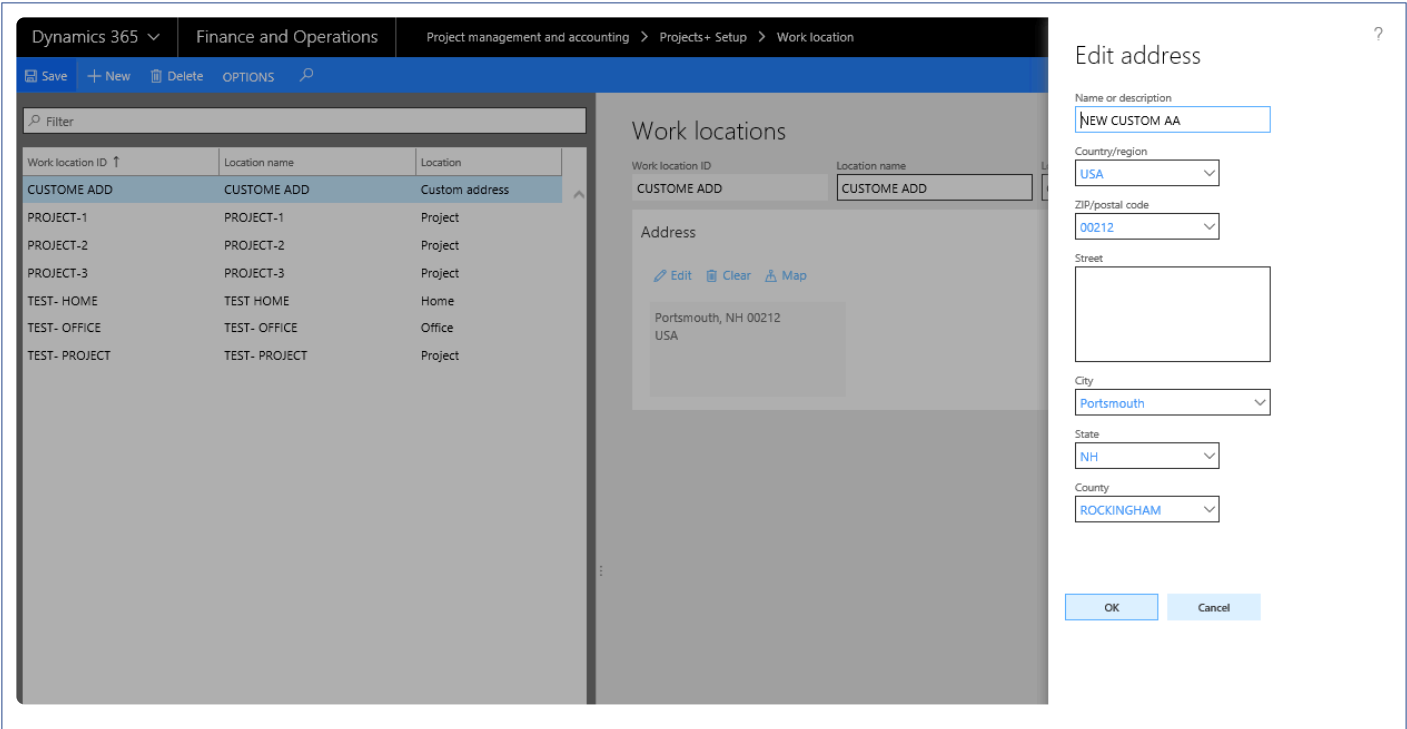 Dynamics 365 Finance and Operations Project management and accounting > Projects+ Setup > Work location
?
Edit address
Save + New Delete OPTIONS
Name or description
NEW CUSTOM AA
Country/region
USA
ZIP/postal code
00212
Street
City
Portsmouth
State
NH
County
ROCKINGHAM
OK Cancel
Filter
Work location ID ↑ Location name Location
CUSTOME ADD CUSTOME ADD Custom address
PROJECT-1 PROJECT-1 Project
PROJECT-2 PROJECT-2 Project
PROJECT-3 PROJECT-3 Project
TEST- HOME TEST HOME Home
TEST- OFFICE TEST- OFFICE Office
TEST- PROJECT TEST- PROJECT Project
Work locations
Work location ID Location name
CUSTOME ADD CUSTOME ADD
Address
Edit Clear Map
Portsmouth, NH 00212
USA